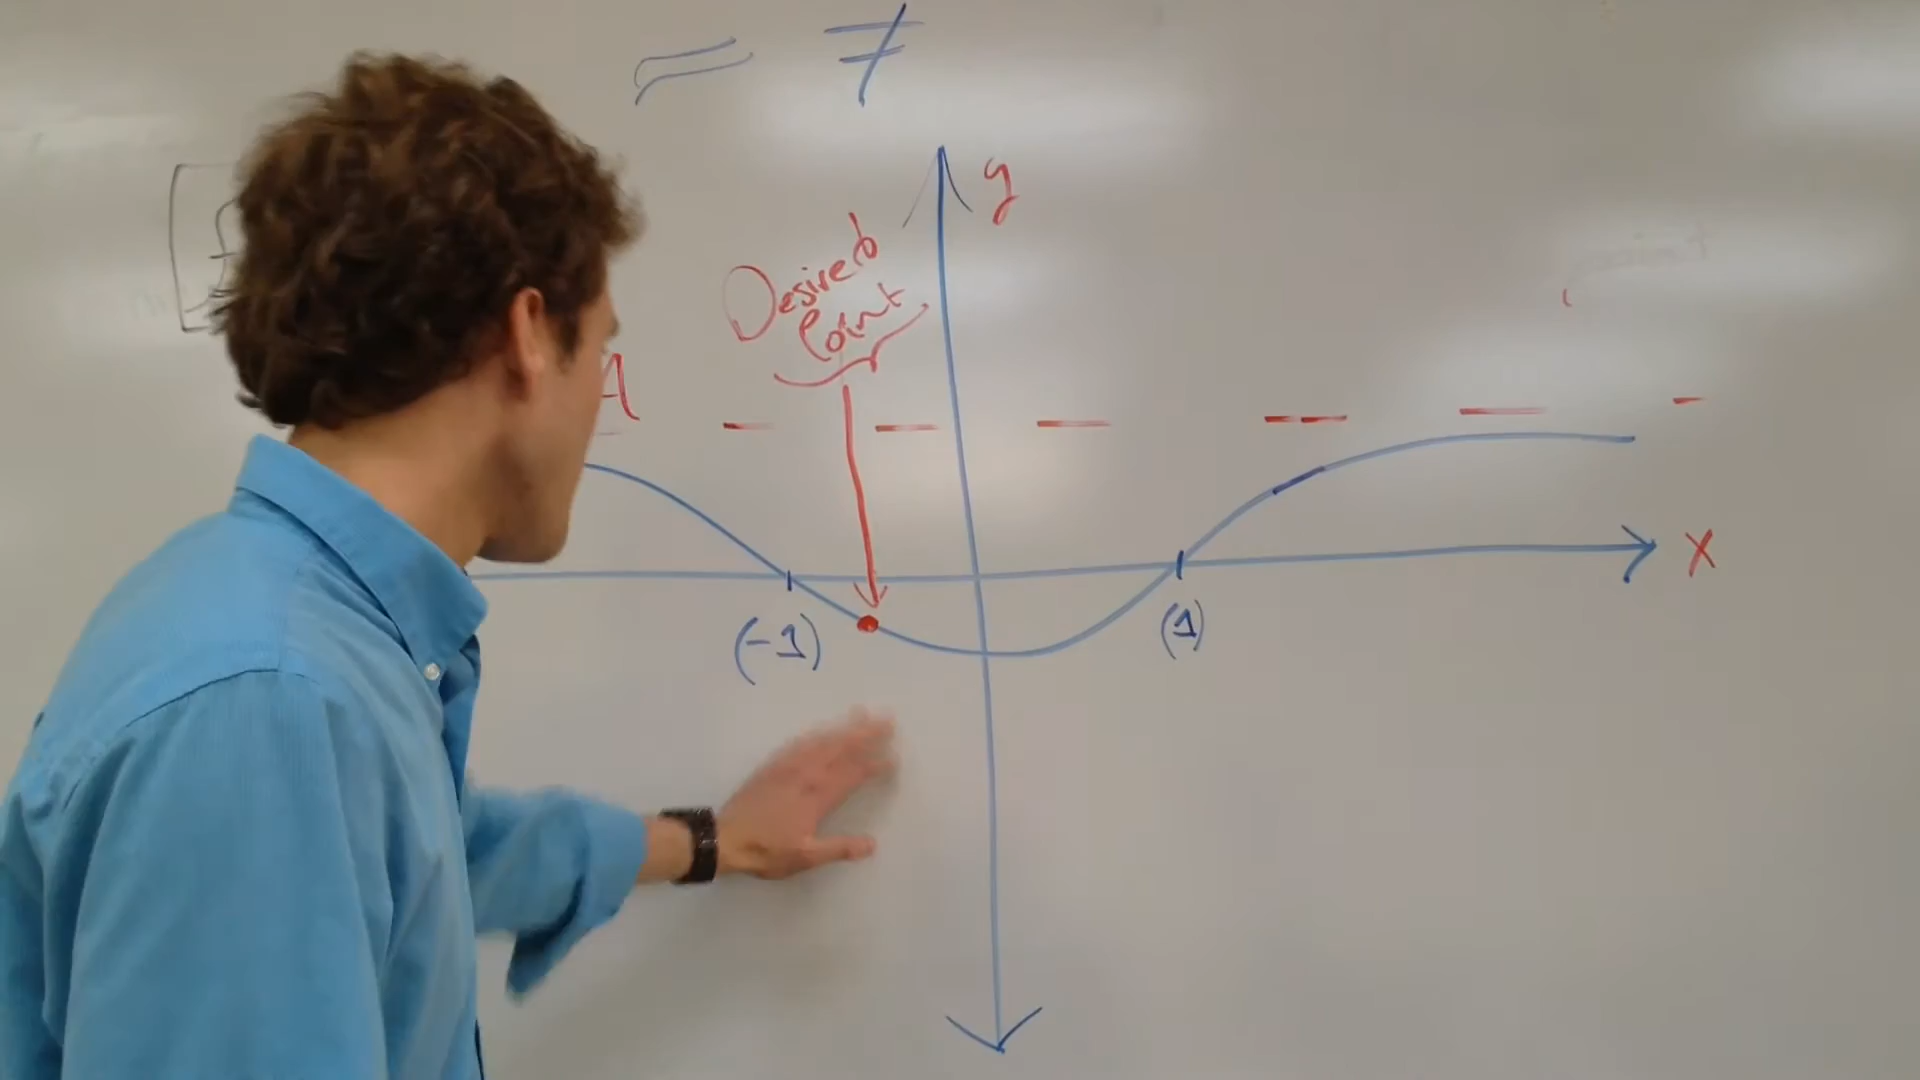 ≠
y
Desired
Point
A
x
(-1)
(1)